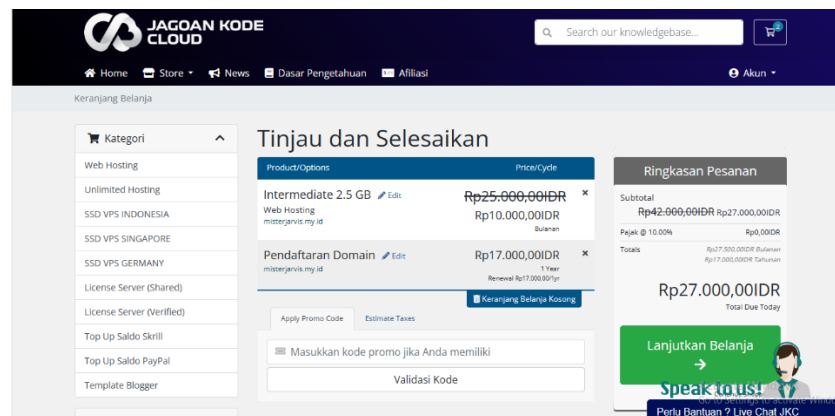 JAGOAN KODE
CLOUD
Search our knowledgebase...
2
Home
Store
News
Dasar Pengetahuan
Afiliasi
Akun
Keranjang Belanja
Kategori
Web Hosting
Unlimited Hosting
SSD VPS INDONESIA
SSD VPS SINGAPORE
SSD VPS GERMANY
License Server (Shared)
License Server (Verified)
Top Up Saldo Skrill
Top Up Saldo PayPal
Template Blogger
Tinjau dan Selesaikan
Product/Options Price/Cycle
Intermediate 2.5 GB Edit Rp25.000,00IDR
Web Hosting Rp10.000,00IDR
misterjarvis.my.id Bulanan
Pendaftaran Domain Edit Rp17.000,00IDR
misterjarvis.my.id 1 Year
Renewal Rp17.000,00/1yr
Keranjang Belanja Kosong
Apply Promo Code Estimate Taxes
Masukkan kode promo jika Anda memiliki
Validasi Kode
Ringkasan Pesanan
Subtotal
Rp42.000,00IDR Rp27.000,00IDR
Pajak @ 10.00% Rp0,00IDR
Totals Rp27.500,00IDR Bulanan
Rp17.000,00IDR Tahunan
Rp27.000,00IDR
Total Due Today
Lanjutkan Belanja
Speak to us!
Go to Settings to activate Windo
Perlu Bantuan ? Live Chat JKC